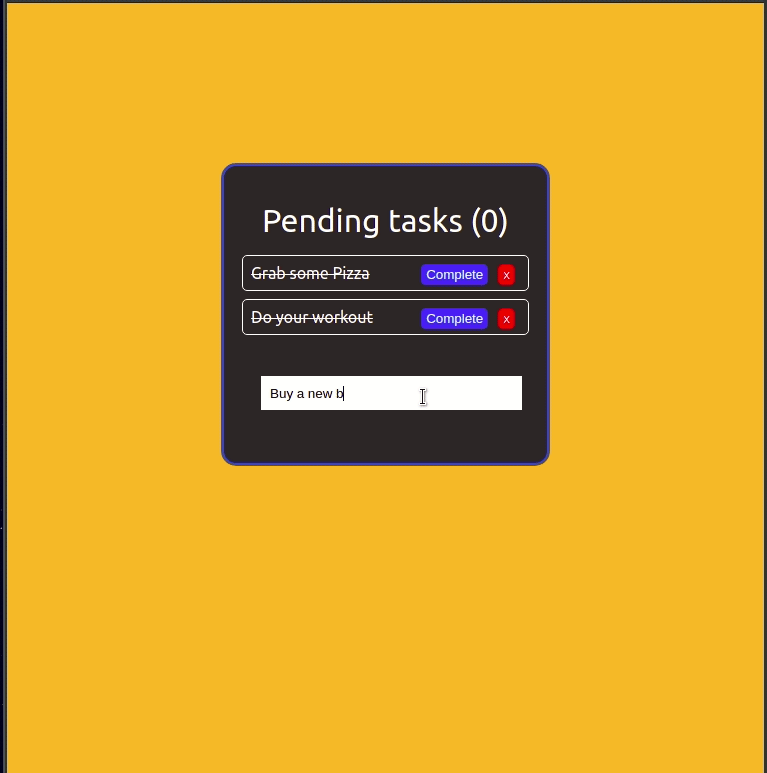 Pending tasks (0)
Grab some Pizza Complete x
Do your workout Complete x
Buy a new b